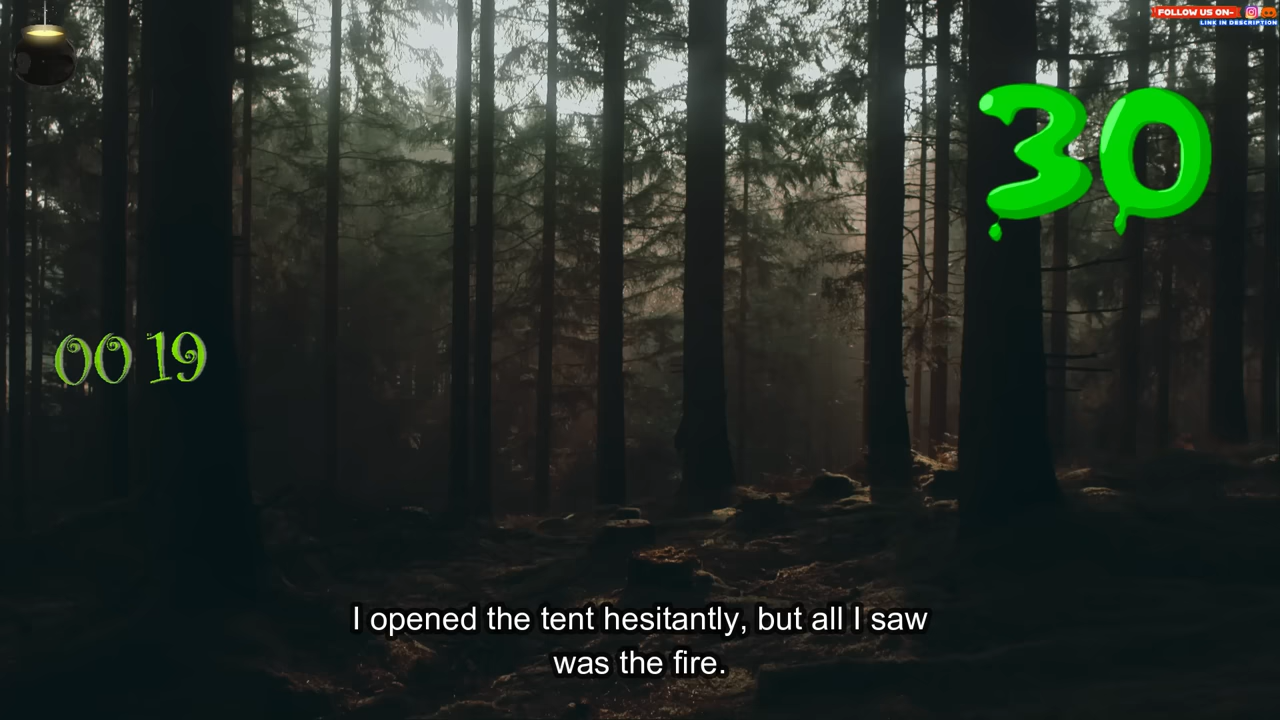 FOLLOW US ON-
LINK IN DESCRIPTION
30
00 19
I opened the tent hesitantly, but all I saw
was the fire.